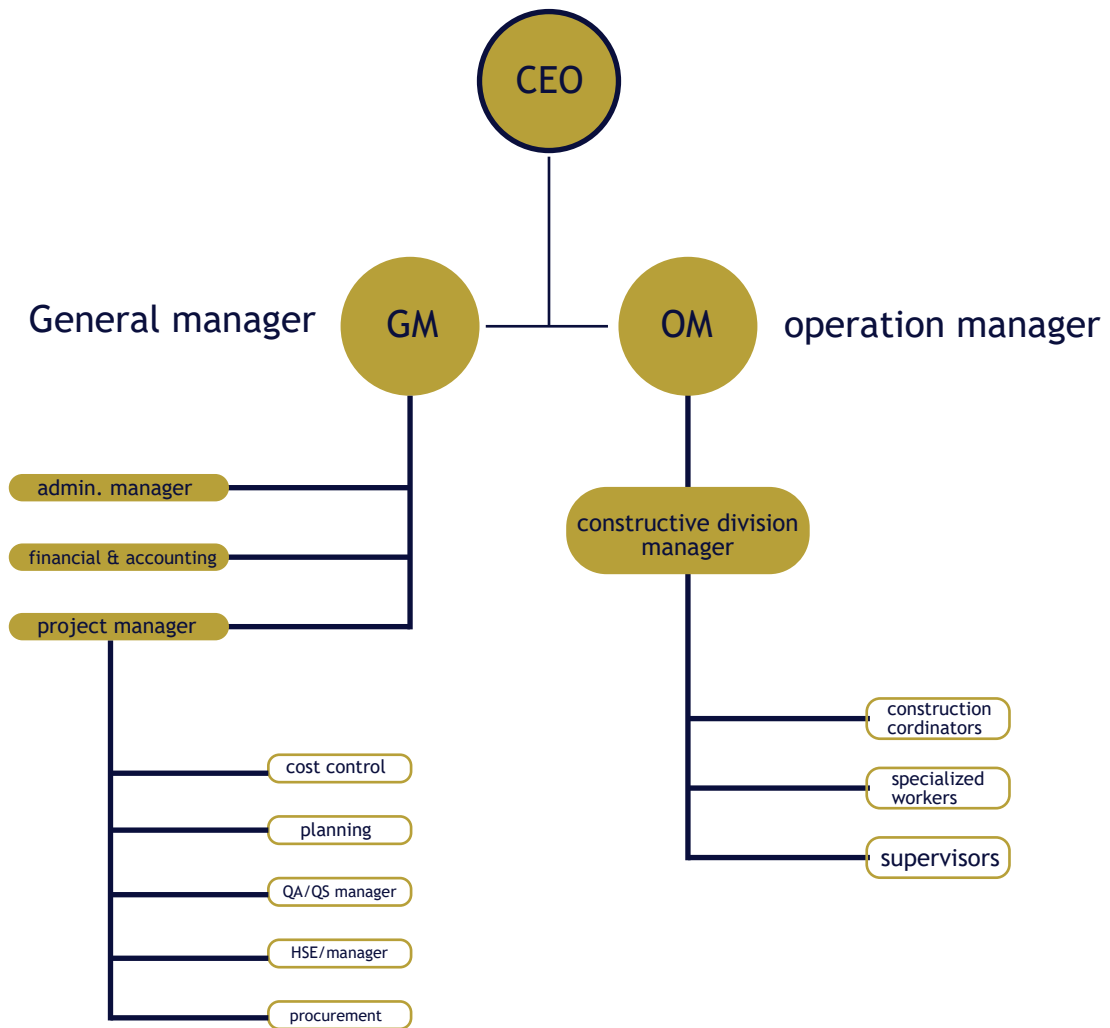 CEO
General manager
GM
OM
operation manager
admin. manager
financial & accounting
project manager
cost control
planning
QA/QS manager
HSE/manager
procurement
constructive division
manager
construction
cordinators
specialized
workers
supervisors